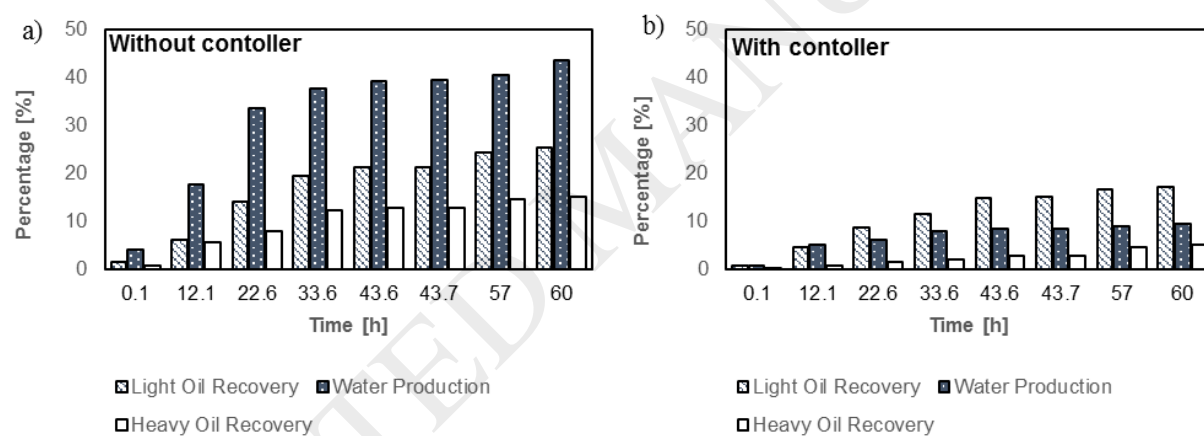 a)
Without contoller
Percentage [%]
50
40
30
20
10
0
0.1 12.1 22.6 33.6 43.6 43.7 57 60
Time [h]
Light Oil Recovery Water Production
Heavy Oil Recovery
b)
With contoller
Percentage [%]
50
40
30
20
10
0
0.1 12.1 22.6 33.6 43.6 43.7 57 60
Time [h]
Light Oil Recovery Water Production
Heavy Oil Recovery
TED MANU